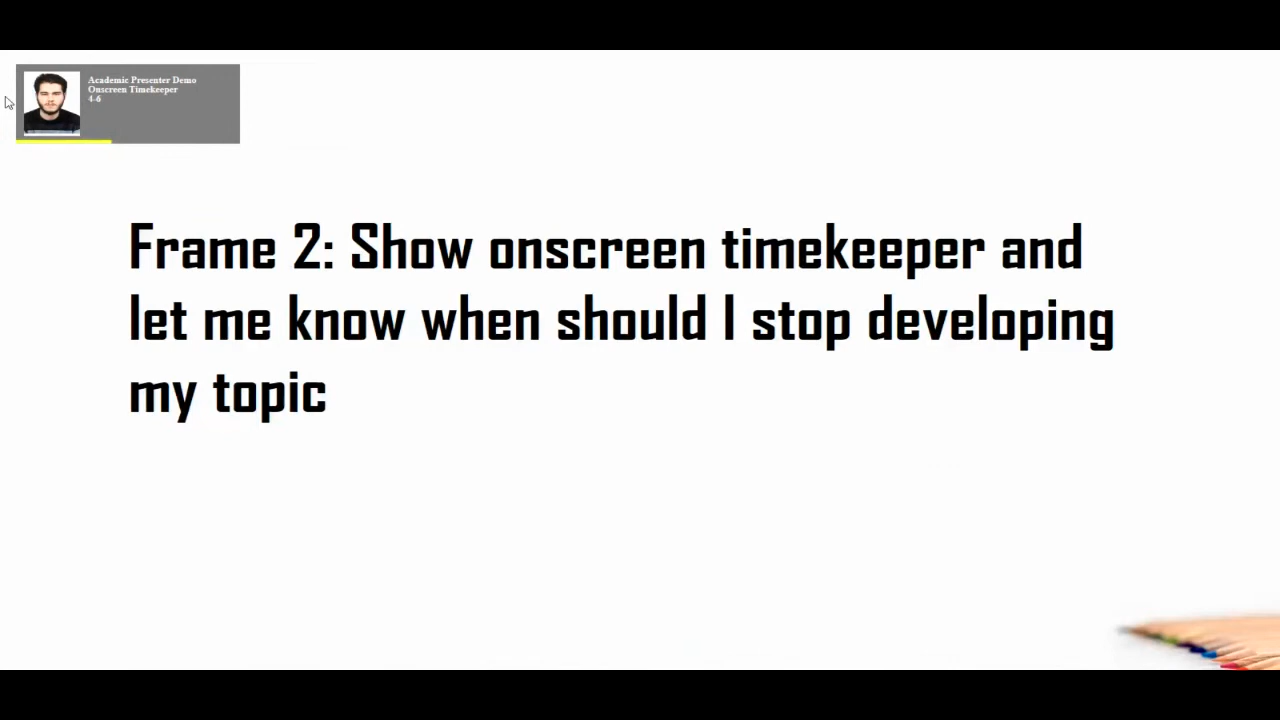 Academic Presenter Demo
Onscreen Timekeeper
4-6
Frame 2: Show onscreen timekeeper and
let me know when should I stop developing
my topic